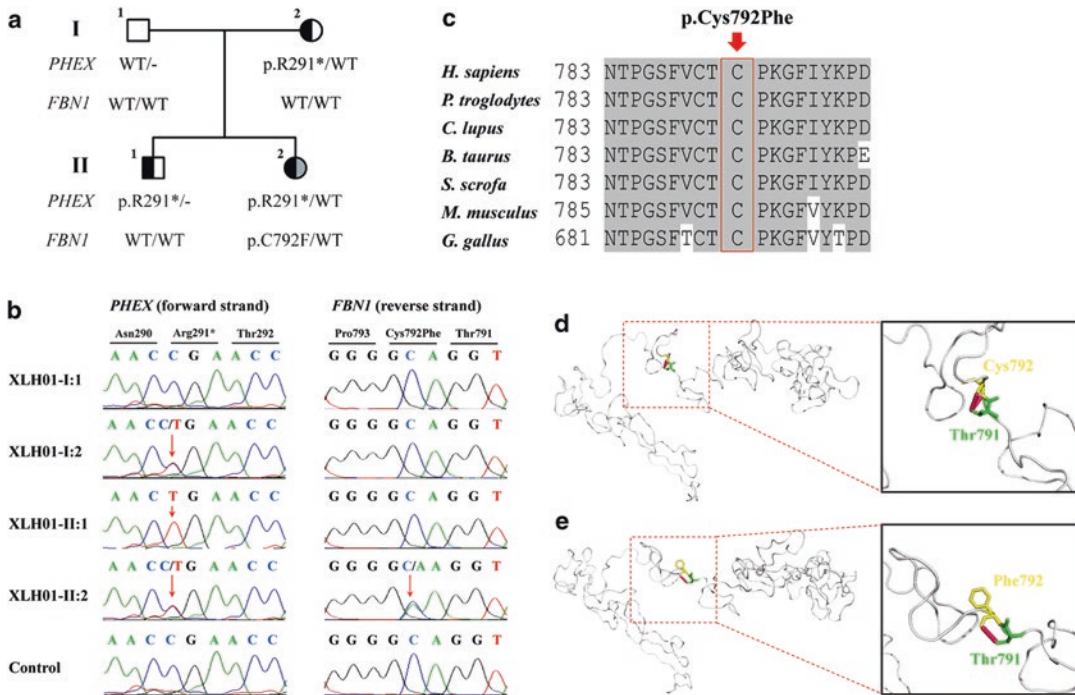 a
I
1
2
PHEX
WT/-
p.R291*/WT
FBN1
WT/WT
WT/WT
II
1
2
PHEX
p.R291*/-
p.R291*/WT
FBN1
WT/WT
p.C792F/WT
b
PHEX (forward strand)
FBN1 (reverse strand)
Asn290 Arg291* Thr292
Pro793 Cys792Phe Thr791
XLH01-I:1
A A C C G A A C C
G G G G C A G G T
XLH01-I:2
A A C C/T G A A C C
G G G G C A G G T
XLH01-II:1
A A C T G A A C C
G G G G C A G G T
XLH01-II:2
A A C C/T G A A C C
G G G G C/A A G G T
Control
A A C C G A A C C
G G G G C A G G T
c
p.Cys792Phe
H. sapiens 783 NTPGSFVCT C PKGFIYKPD
P. troglodytes 783 NTPGSFVCT C PKGFIYKPD
C. lupus 783 NTPGSFVCT C PKGFIYKPD
B. taurus 783 NTPGSFVCT C PKGFIYKPE
S. scrofa 783 NTPGSFVCT C PKGFIYKPD
M. musculus 785 NTPGSFVCT C PKGFVYKPD
G. gallus 681 NTPGSFTCT C PKGFVYTPD
d
Cys792
Thr791
e
Phe792
Thr791